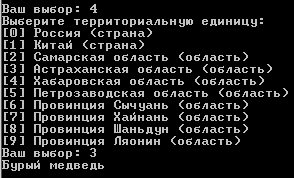 Ваш выбор: 4
Выберите территориальную единицу:
[0] Россия (страна)
[1] Китай (страна)
[2] Самарская область (область)
[3] Астраханская область (область)
[4] Хабаровская область (область)
[5] Петрозаводская область (область)
[6] Провинция Сычуань (область)
[7] Провинция Хайнань (область)
[8] Провинция Шаньдун (область)
[9] Провинция Ляонин (область)
Ваш выбор: 3
Бурый медведь